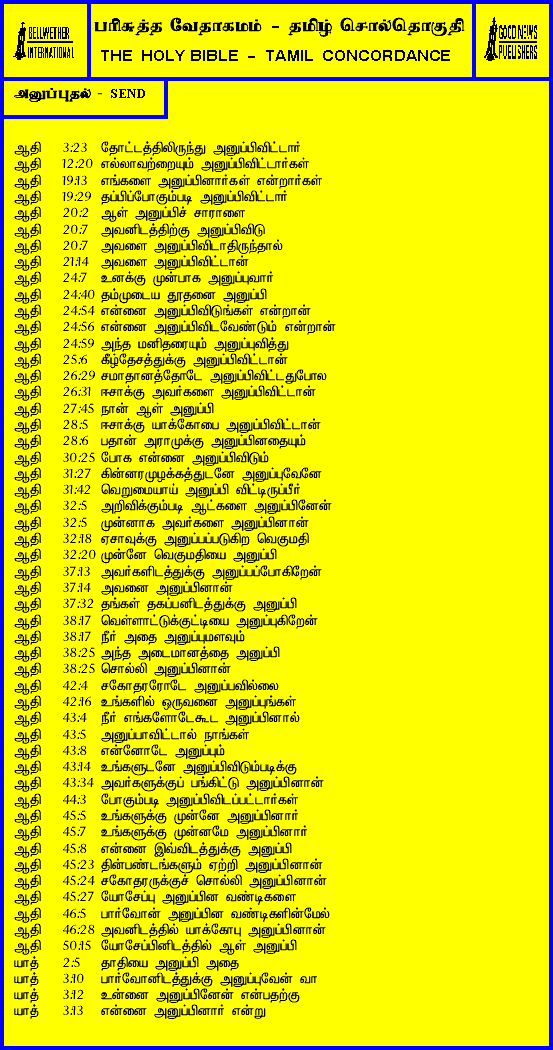 BELLWETHER
INTERNATIONAL
பரிசுத்த வேதாகமம் - தமிழ் சொல்தொகுதி
THE HOLY BIBLE - TAMIL CONCORDANCE
GOOD NEWS
PUBLISHERS
அனுப்புதல் - SEND
ஆதி 3:23 தோட்டத்திலிருந்து அனுப்பிவிட்டார்
ஆதி 12:20 எல்லாவற்றையும் அனுப்பிவிட்டார்கள்
ஆதி 19:13 எங்களை அனுப்பினார்கள் என்றார்கள்
ஆதி 19:29 தப்பிப்போகும்படி அனுப்பிவிட்டார்
ஆதி 20:2 ஆள் அனுப்பிச் சாராளை
ஆதி 20:7 அவனிடத்திற்கு அனுப்பிவிடு
ஆதி 20:7 அவளை அனுப்பிவிடாதிருந்தால்
ஆதி 21:14 அவளை அனுப்பிவிட்டான்
ஆதி 24:7 உனக்கு முன்பாக அனுப்புவார்
ஆதி 24:40 தம்முடைய தூதனை அனுப்பி
ஆதி 24:54 என்னை அனுப்பிவிடுங்கள் என்றான்
ஆதி 24:56 என்னை அனுப்பிவிடவேண்டும் என்றான்
ஆதி 24:59 அந்த மனிதரையும் அனுப்புவித்து
ஆதி 25:6 கீழ்தேசத்துக்கு அனுப்பிவிட்டான்
ஆதி 26:29 சமாதானத்தோடே அனுப்பிவிட்டதுபோல
ஆதி 26:31 ஈசாக்கு அவர்களை அனுப்பிவிட்டான்
ஆதி 27:45 நான் ஆள் அனுப்பி
ஆதி 28:5 ஈசாக்கு யாக்கோபை அனுப்பிவிட்டான்
ஆதி 28:6 பதான் அராமுக்கு அனுப்பினதையும்
ஆதி 30:25 போக என்னை அனுப்பிவிடும்
ஆதி 31:27 கின்னரமுழக்கத்துடனே அனுப்புவேனே
ஆதி 31:42 வெறுமையாய் அனுப்பி விட்டிருப்பீர்
ஆதி 32:5 அறிவிக்கும்படி ஆட்களை அனுப்பினேன்
ஆதி 32:5 முன்னாக அவர்களை அனுப்பினான்
ஆதி 32:18 ஏசாவுக்கு அனுப்பப்படுகிற வெகுமதி
ஆதி 32:20 முன்னே வெகுமதியை அனுப்பி
ஆதி 37:13 அவர்களிடத்துக்கு அனுப்பப்போகிறேன்
ஆதி 37:14 அவனை அனுப்பினான்
ஆதி 37:32 தங்கள் தகப்பனிடத்துக்கு அனுப்பி
ஆதி 38:17 வெள்ளாட்டுக்குட்டியை அனுப்புகிறேன்
ஆதி 38:17 நீர் அதை அனுப்புமளவும்
ஆதி 38:25 அந்த அடைமானத்தை அனுப்பி
ஆதி 38:25 சொல்லி அனுப்பினான்
ஆதி 42:4 சகோதரரோடே அனுப்பவில்லை
ஆதி 42:16 உங்களில் ஒருவனை அனுப்புங்கள்
ஆதி 43:4 நீர் எங்களோடேகூட அனுப்பினால்
ஆதி 43:5 அனுப்பாவிட்டால் நாங்கள்
ஆதி 43:8 என்னோடே அனுப்பும்
ஆதி 43:14 உங்களுடனே அனுப்பிவிடும்படிக்கு
ஆதி 43:34 அவர்களுக்குப் பங்கிட்டு அனுப்பினான்
ஆதி 44:3 போகும்படி அனுப்பிவிடப்பட்டார்கள்
ஆதி 45:5 உங்களுக்கு முன்னே அனுப்பினார்
ஆதி 45:7 உங்களுக்கு முன்னமே அனுப்பினார்
ஆதி 45:8 என்னை இவ்விடத்துக்கு அனுப்பி
ஆதி 45:23 தின்பண்டங்களும் ஏற்றி அனுப்பினான்
ஆதி 45:24 சகோதரருக்குச் சொல்லி அனுப்பினான்
ஆதி 45:27 யோசேப்பு அனுப்பின வண்டிகளை
ஆதி 46:5 பார்வோன் அனுப்பின வண்டிகளின்மேல்
ஆதி 46:28 அவனிடத்தில் யாக்கோபு அனுப்பினான்
ஆதி 50:15 யோசேப்பினிடத்தில் ஆள் அனுப்பி
யாத் 2:5 தாதியை அனுப்பி அதை
யாத் 3:10 பார்வோனிடத்துக்கு அனுப்புவேன் வா
யாத் 3:12 உன்னை அனுப்பினேன் என்பதற்கு
யாத் 3:13 என்னை அனுப்பினார் என்று